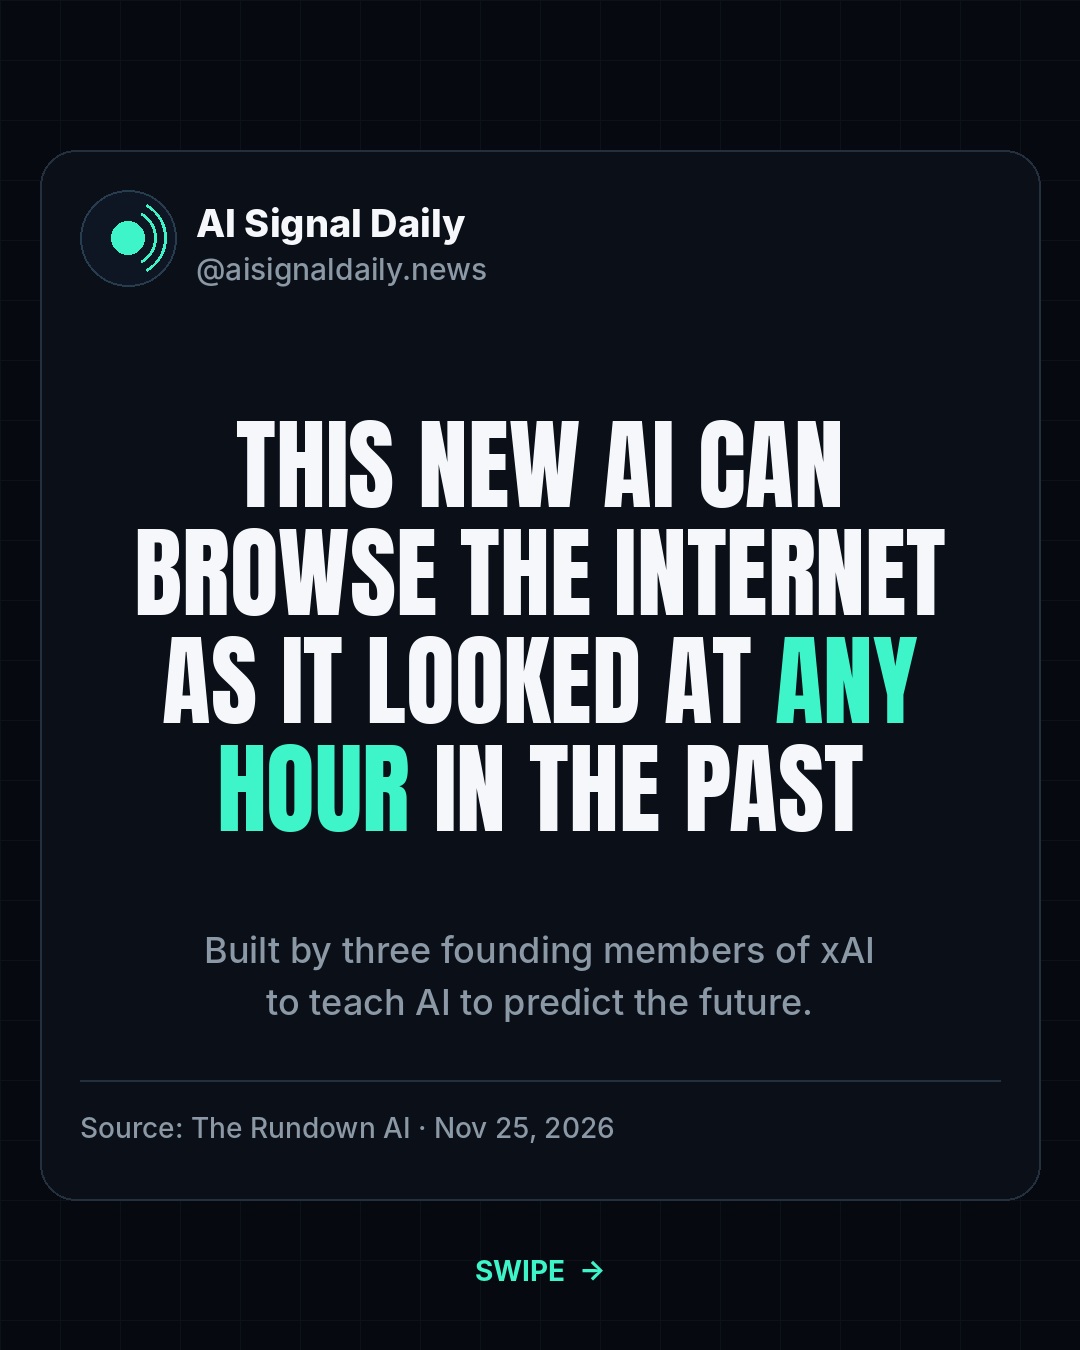 AI Signal Daily
@aisignaldaily.news
THIS NEW AI CAN
BROWSE THE INTERNET
AS IT LOOKED AT ANY
HOUR IN THE PAST
Built by three founding members of xAI
to teach AI to predict the future.
Source: The Rundown AI · Nov 25, 2026
SWIPE →